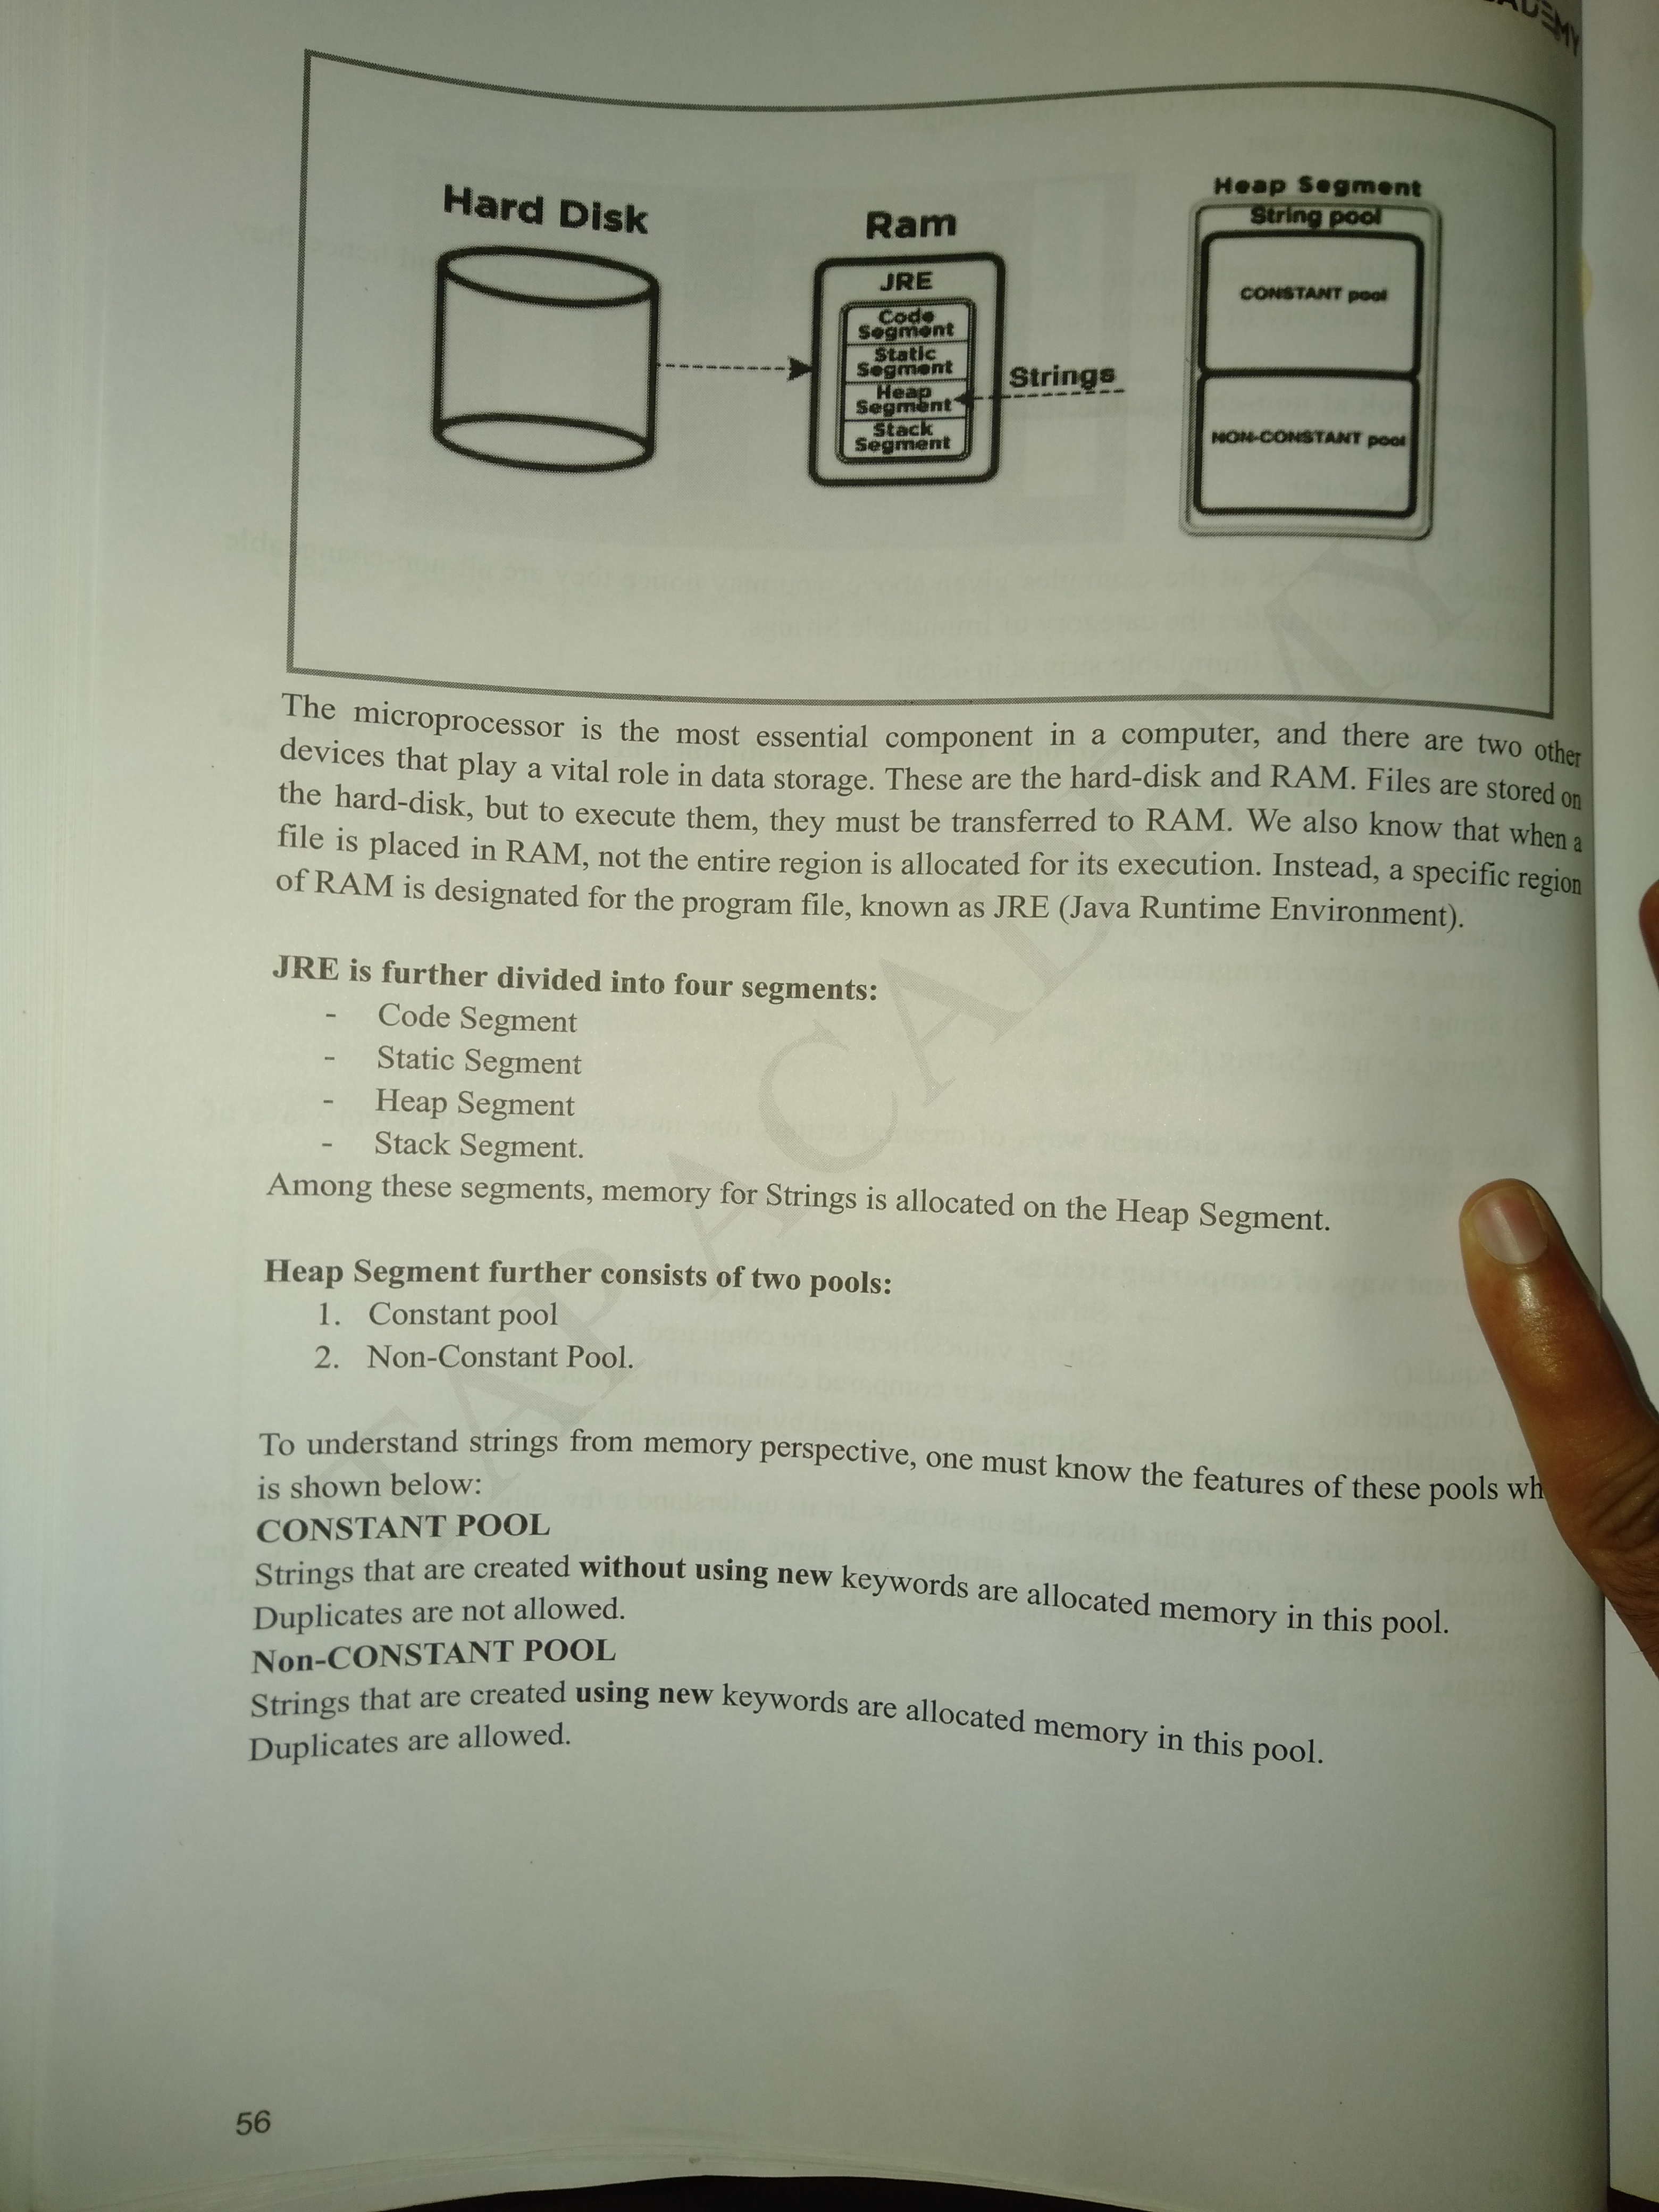 ADEMY
Hard Disk
Ram
JRE
Code
Segment
Static
Segment
Heap
Segment
Stack
Segment
Strings
Heap Segment
String pool
CONSTANT pool
NON-CONSTANT pool
The microprocessor is the most essential component in a computer, and there are two other
devices that play a vital role in data storage. These are the hard-disk and RAM. Files are stored on
the hard-disk, but to execute them, they must be transferred to RAM. We also know that when a
file is placed in RAM, not the entire region is allocated for its execution. Instead, a specific region
of RAM is designated for the program file, known as JRE (Java Runtime Environment).
JRE is further divided into four segments:
- Code Segment
- Static Segment
- Heap Segment
- Stack Segment.
Among these segments, memory for Strings is allocated on the Heap Segment.
Heap Segment further consists of two pools:
1. Constant pool
2. Non-Constant Pool.
To understand strings from memory perspective, one must know the features of these pools wh
is shown below:
CONSTANT POOL
Strings that are created without using new keywords are allocated memory in this pool.
Duplicates are not allowed.
Non-CONSTANT POOL
Strings that are created using new keywords are allocated memory in this pool.
Duplicates are allowed.
TAP ACADEMY
56